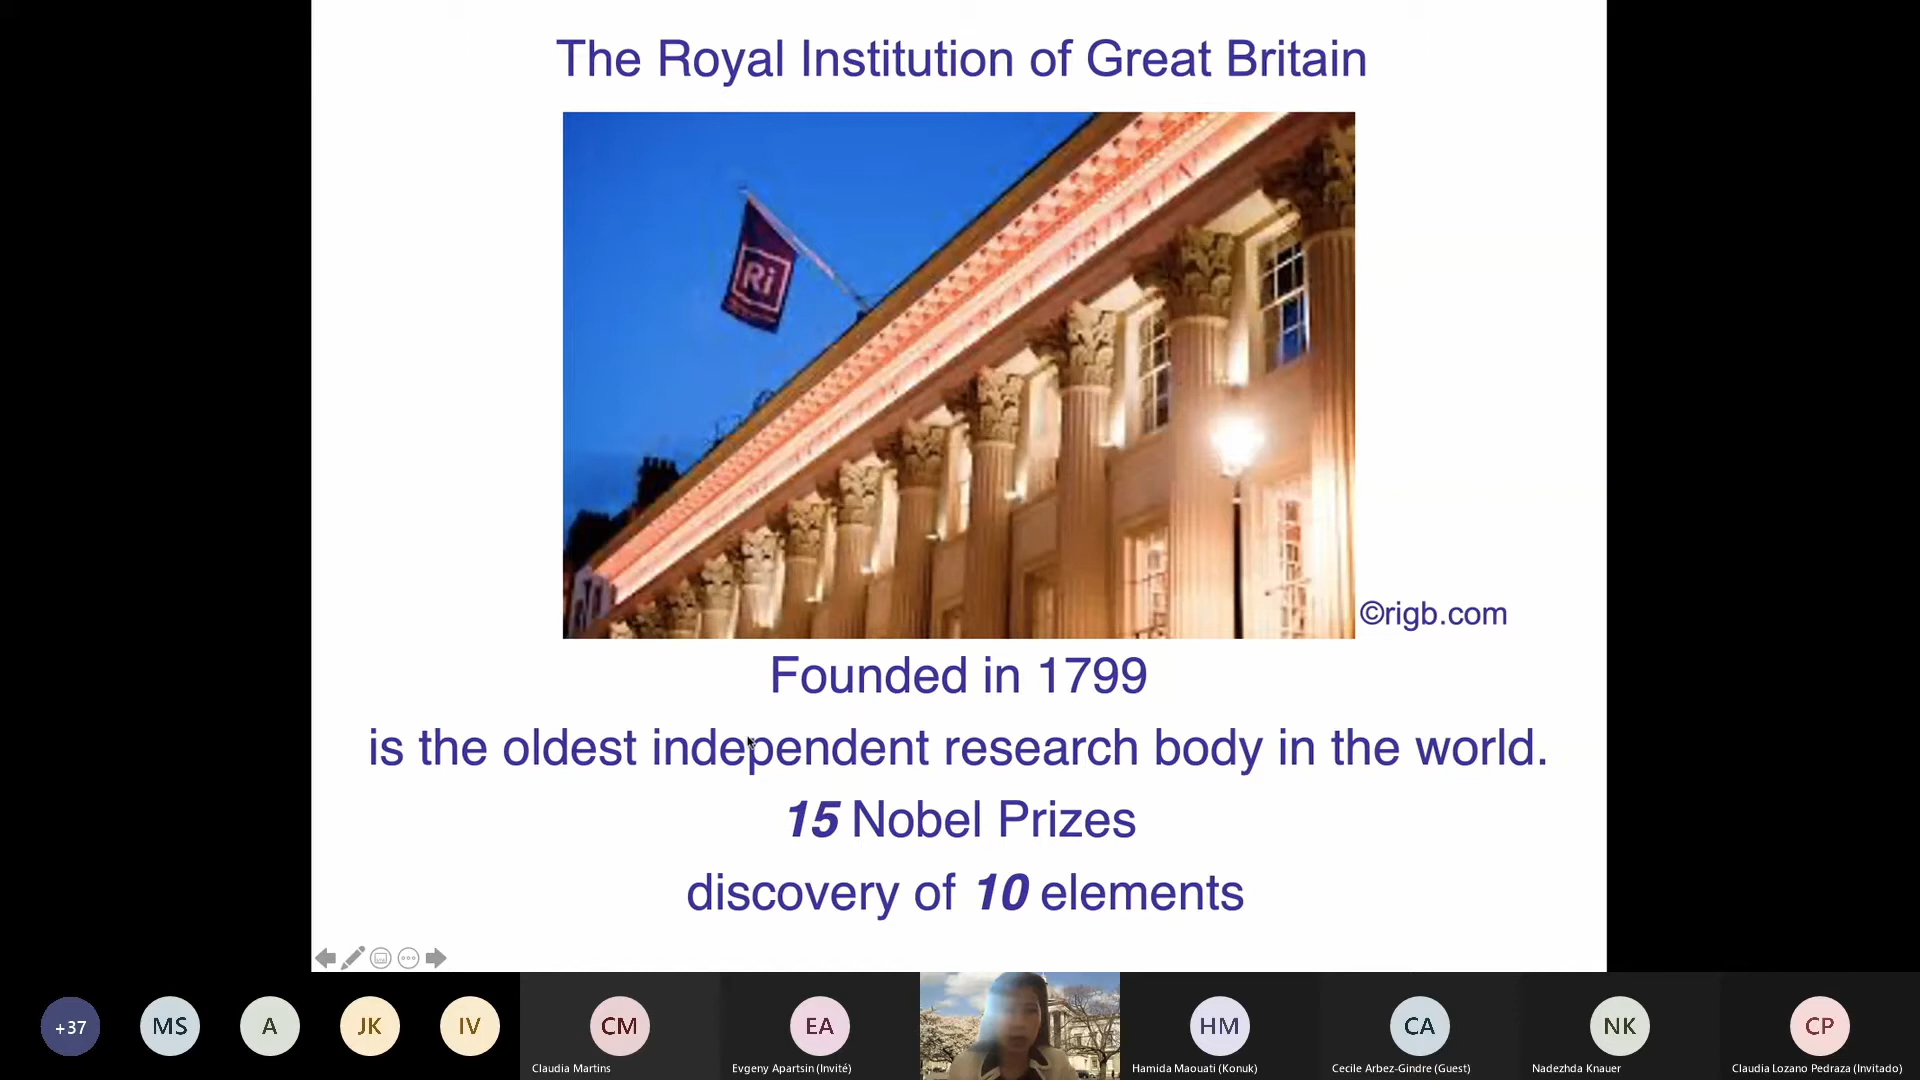 The Royal Institution of Great Britain
Ri
©rigb.com
Founded in 1799
is the oldest independent research body in the world.
15 Nobel Prizes
discovery of 10 elements
+37
MS
A
JK
IV
CM
EA
HM
CA
NK
CP
Claudia Martins
Evgeny Apartsin (Invité)
Hamida Maouati (Konuk)
Cecile Arbez-Gindre (Guest)
Nadezhda Knauer
Claudia Lozano Pedraza (Invitado)